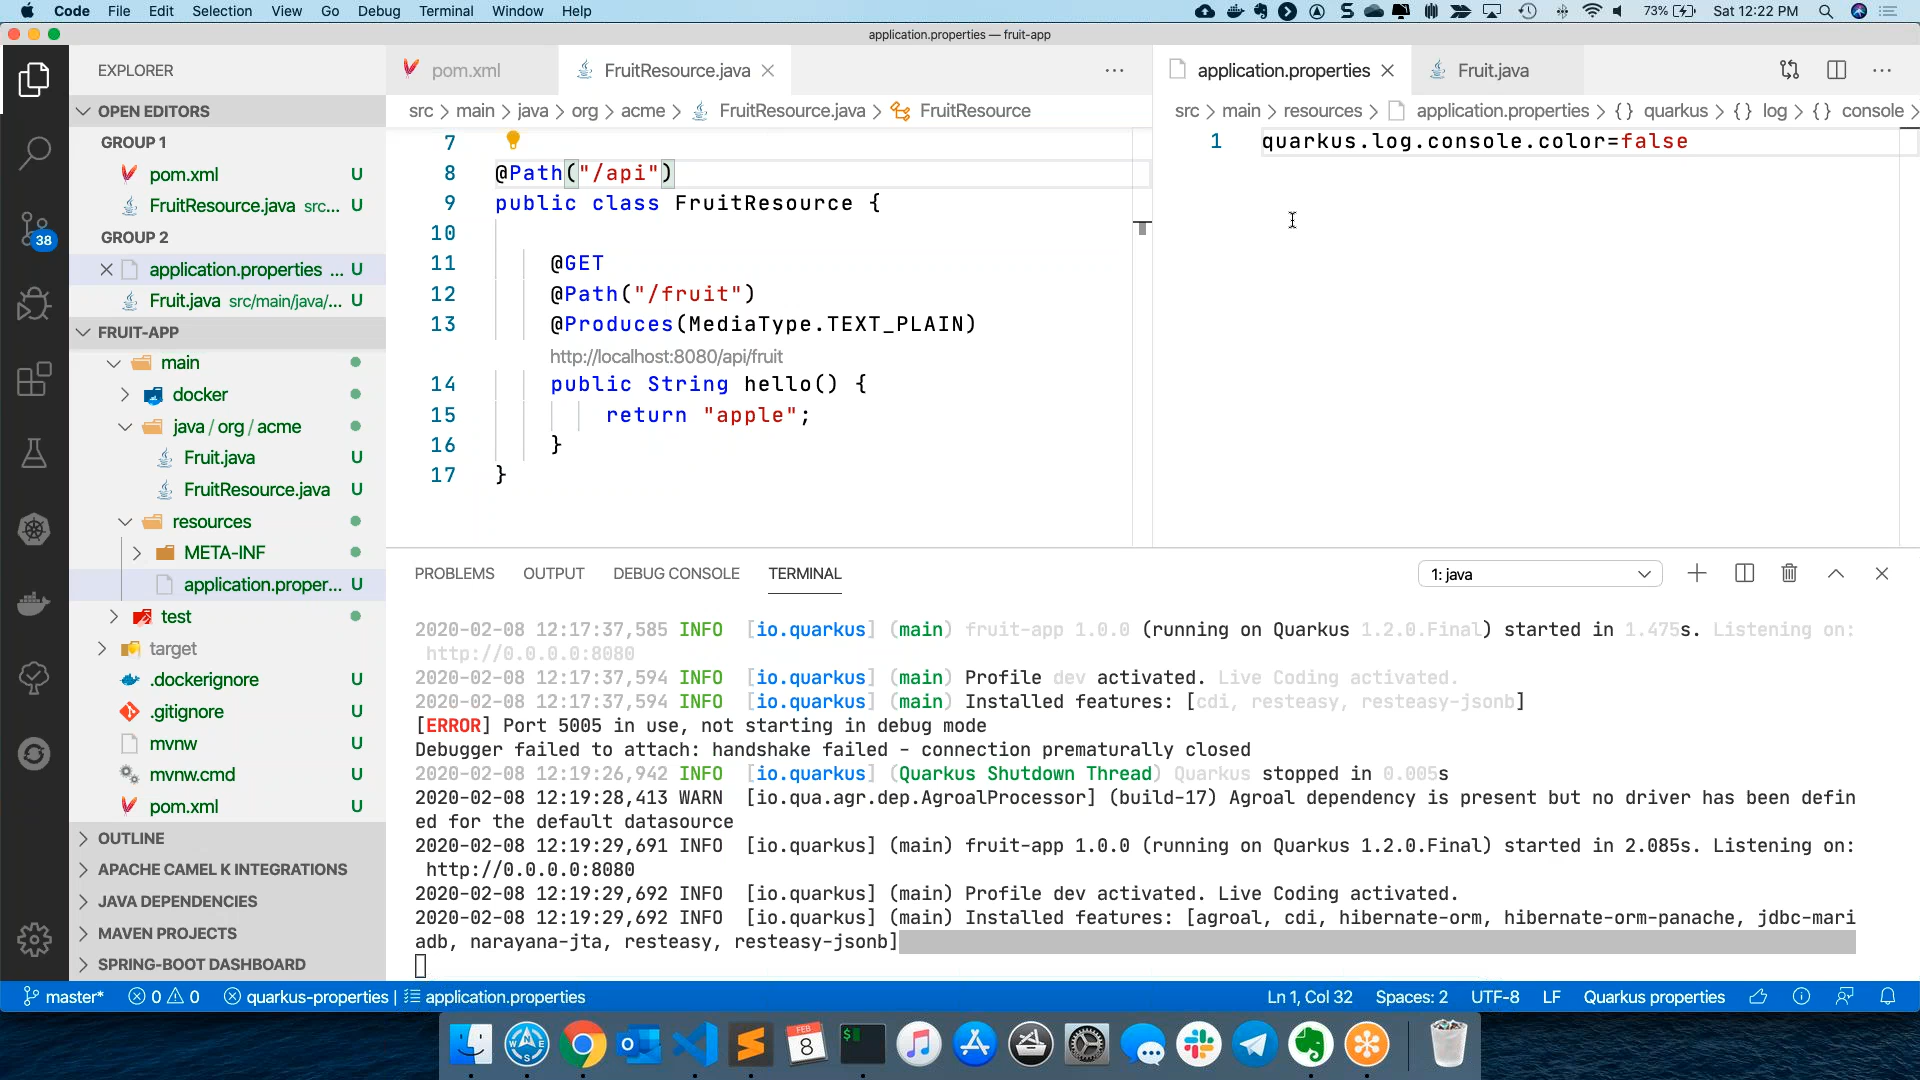 Code File Edit Selection View Go Debug Terminal Window Help
73% Sat 12:22 PM
application.properties — fruit-app
EXPLORER
OPEN EDITORS
GROUP 1
pom.xml U
FruitResource.java src... U
GROUP 2
application.properties ... U
Fruit.java src/main/java/... U
FRUIT-APP
main
docker
java / org / acme
Fruit.java U
FruitResource.java U
resources
META-INF
application.proper... U
test
target
.dockerignore U
.gitignore U
mvnw U
mvnw.cmd U
pom.xml U
OUTLINE
APACHE CAMEL K INTEGRATIONS
JAVA DEPENDENCIES
MAVEN PROJECTS
SPRING-BOOT DASHBOARD
38
pom.xml FruitResource.java
src > main > java > org > acme > FruitResource.java > FruitResource
7
8 @Path("/api")
9 public class FruitResource {
10
11 @GET
12 @Path("/fruit")
13 @Produces(MediaType.TEXT_PLAIN)
http://localhost:8080/api/fruit
14 public String hello() {
15 return "apple";
16 }
17 }
application.properties Fruit.java
src > main > resources > application.properties > {} quarkus > {} log > {} console >
1 quarkus.log.console.color=false
PROBLEMS OUTPUT DEBUG CONSOLE TERMINAL
1: java
2020-02-08 12:17:37,585 INFO [io.quarkus] (main) fruit-app 1.0.0 (running on Quarkus 1.2.0.Final) started in 1.475s. Listening on:
http://0.0.0.0:8080
2020-02-08 12:17:37,594 INFO [io.quarkus] (main) Profile dev activated. Live Coding activated.
2020-02-08 12:17:37,594 INFO [io.quarkus] (main) Installed features: [cdi, resteasy, resteasy-jsonb]
[ERROR] Port 5005 in use, not starting in debug mode
Debugger failed to attach: handshake failed - connection prematurally closed
2020-02-08 12:19:26,942 INFO [io.quarkus] (Quarkus Shutdown Thread) Quarkus stopped in 0.005s
2020-02-08 12:19:28,413 WARN [io.qua.agr.dep.AgroalProcessor] (build-17) Agroal dependency is present but no driver has been defin
ed for the default datasource
2020-02-08 12:19:29,691 INFO [io.quarkus] (main) fruit-app 1.0.0 (running on Quarkus 1.2.0.Final) started in 2.085s. Listening on:
http://0.0.0.0:8080
2020-02-08 12:19:29,692 INFO [io.quarkus] (main) Profile dev activated. Live Coding activated.
2020-02-08 12:19:29,692 INFO [io.quarkus] (main) Installed features: [agroal, cdi, hibernate-orm, hibernate-orm-panache, jdbc-mari
adb, narayana-jta, resteasy, resteasy-jsonb]
master* 0 0 quarkus-properties | application.properties Ln 1, Col 32 Spaces: 2 UTF-8 LF Quarkus properties
FEB
8